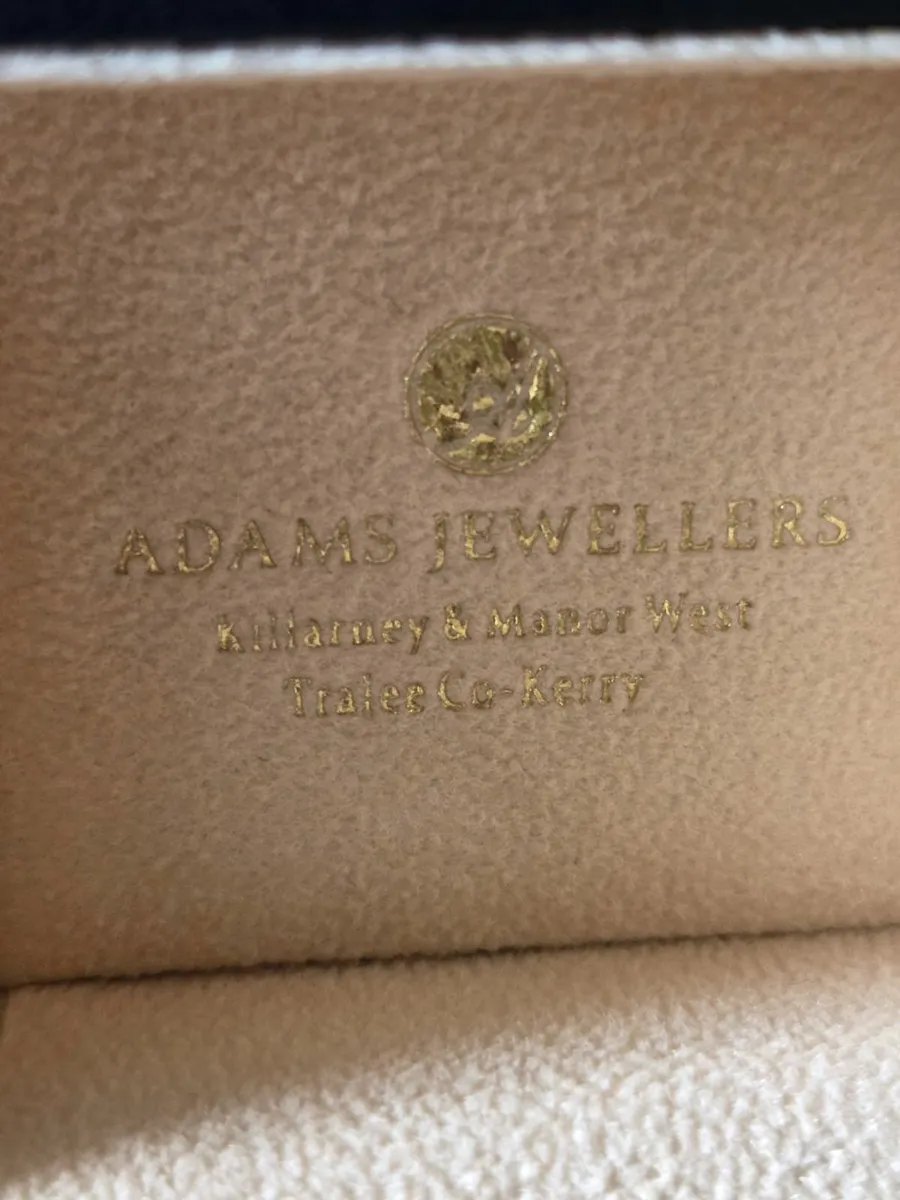 ADAMS JEWELLERS
Killarney & Manor West
Tralee Co-Kerry